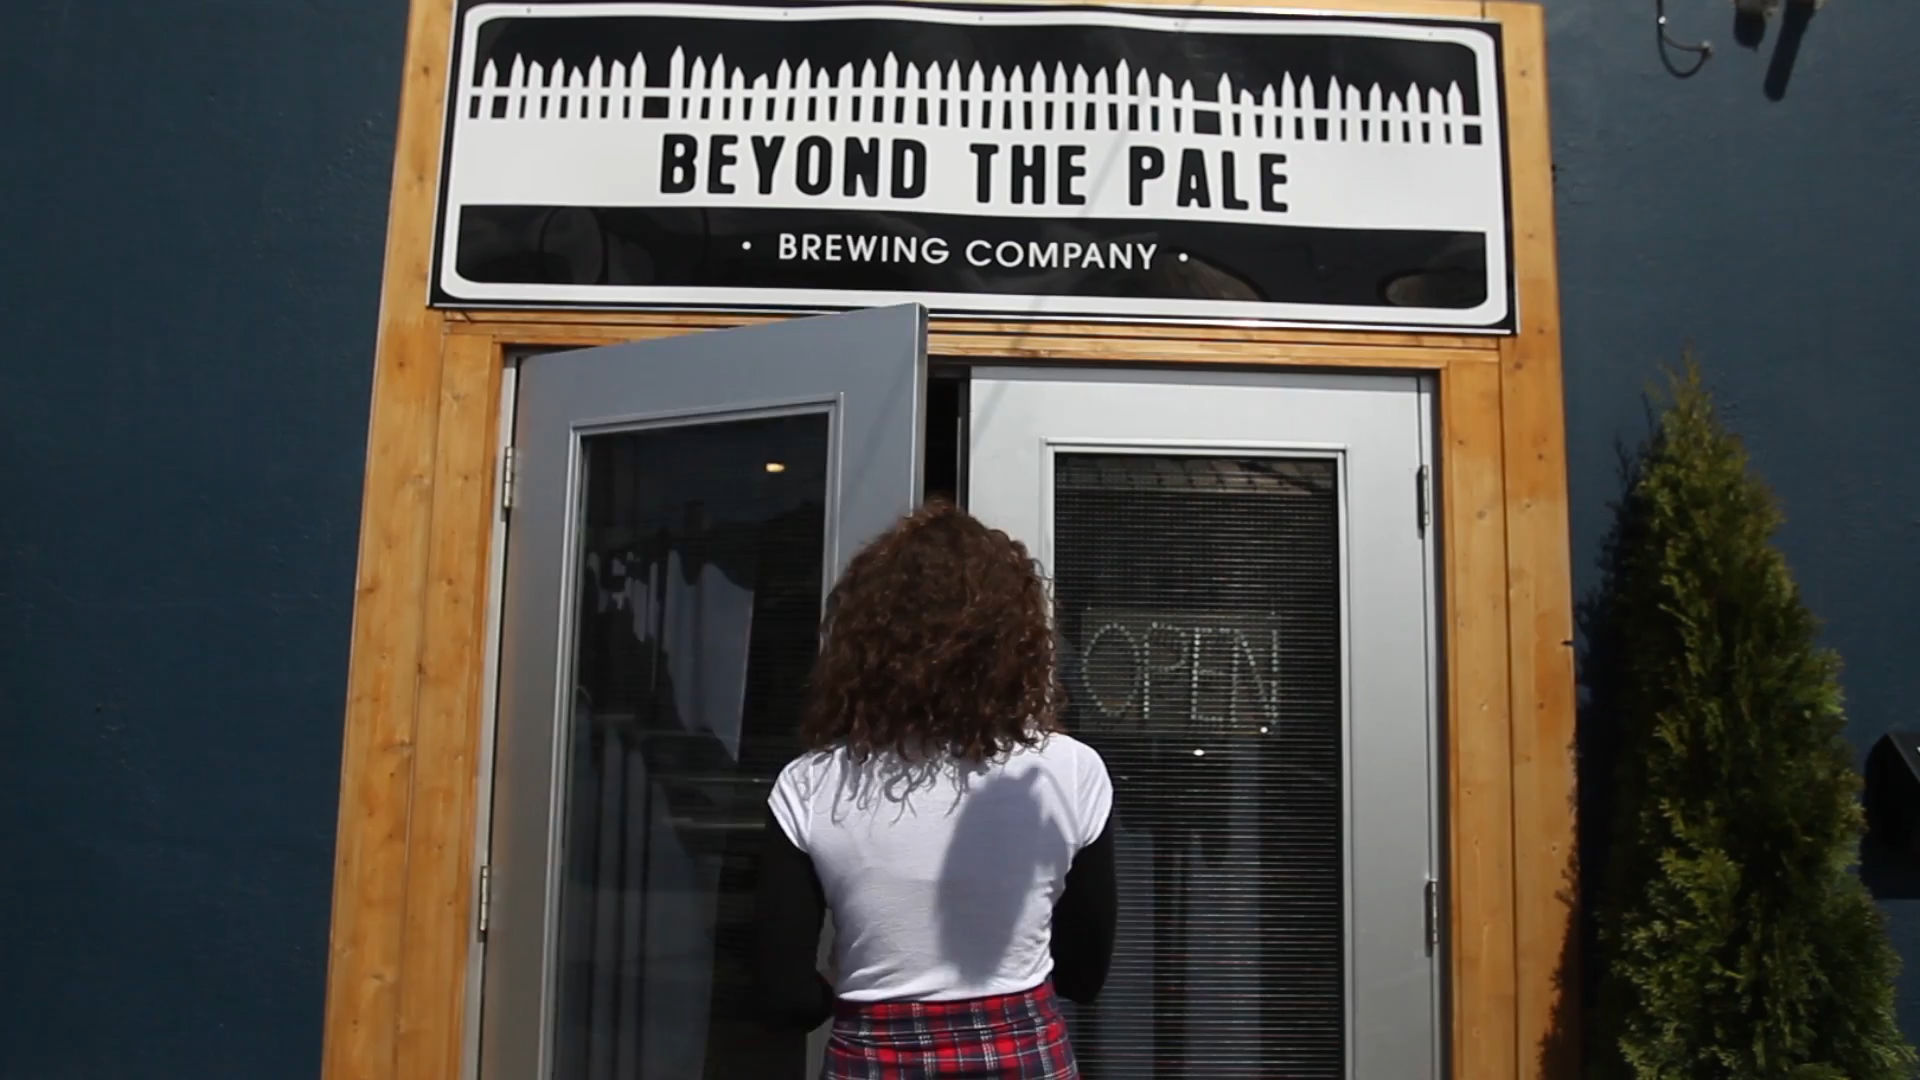 BEYOND THE PALE
• BREWING COMPANY •
OPEN